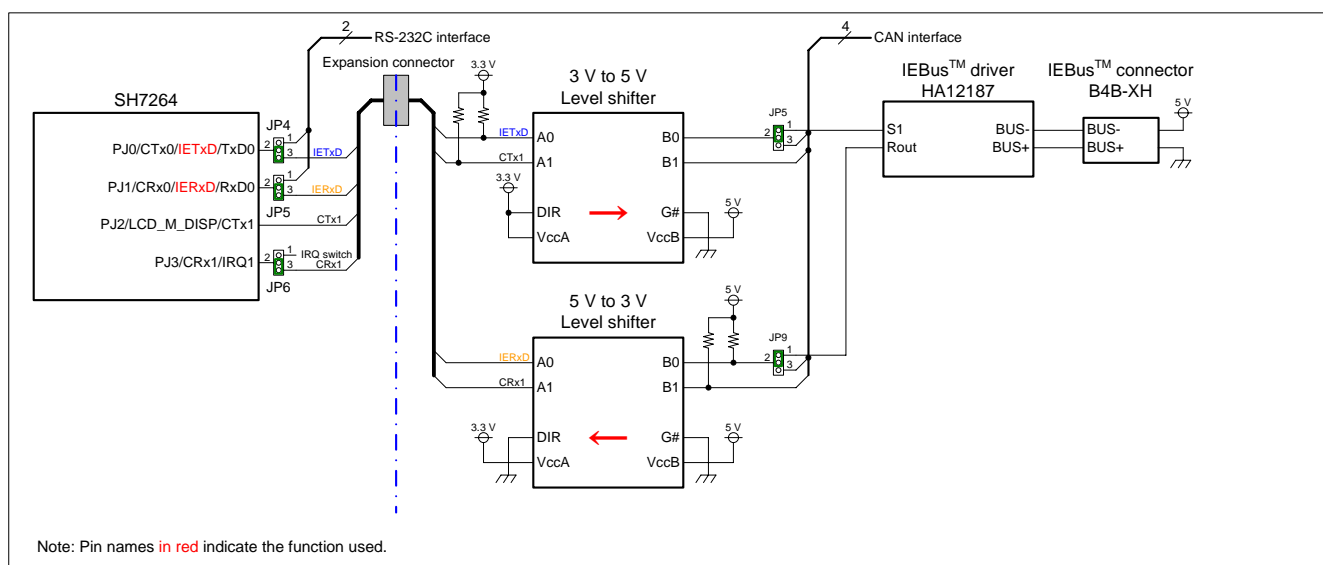 2
RS-232C interface
4
CAN interface
Expansion connector
3.3 V
3 V to 5 V
Level shifter
IEBus™ driver
HA12187
IEBus™ connector
B4B-XH
5 V
SH7264
JP4
1
2
3
PJ0/CTx0/IETxD/TxD0
IETxD
1
2
3
PJ1/CRx0/IERxD/RxD0
IERxD
JP5
PJ2/LCD_M_DISP/CTx1
CTx1
1
IRQ switch
2
3
PJ3/CRx1/IRQ1
CRx1
JP6
IETxD
A0
B0
CTx1
A1
B1
3.3 V
DIR
G#
VccA
VccB
5 V
JP5
1
2
3
S1
Rout
BUS-
BUS+
BUS-
BUS+
5 V to 3 V
Level shifter
5 V
IERxD
A0
B0
CRx1
A1
B1
3.3 V
DIR
G#
VccA
VccB
5 V
JP9
1
2
3
Note: Pin names in red indicate the function used.